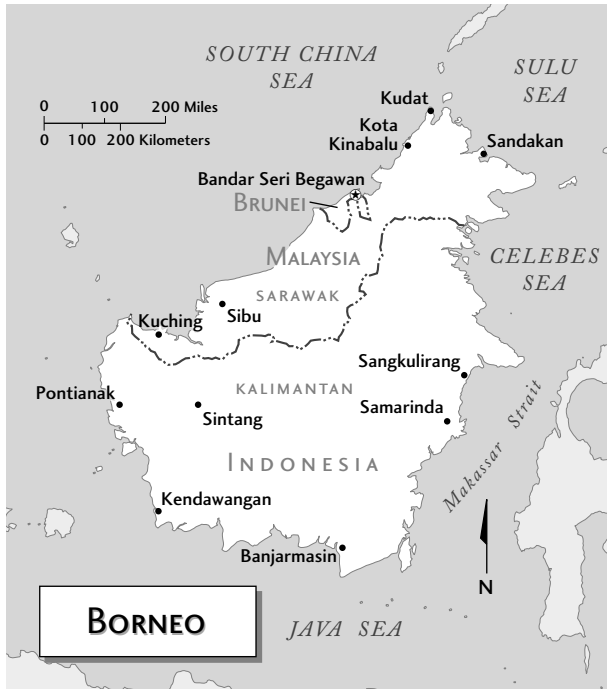 SOUTH CHINA
SEA
SULU
SEA
0 100 200 Miles
0 100 200 Kilometers
Kudat
Kota
Kinabalu
Sandakan
Bandar Seri Begawan
BRUNEI
MALAYSIA
CELEBES
SEA
SARAWAK
Sibu
Kuching
Sangkulirang
KALIMANTAN
Pontianak
Sintang
Samarinda
Makassar Strait
INDONESIA
Kendawangan
Banjarmasin
N
BORNEO
JAVA SEA